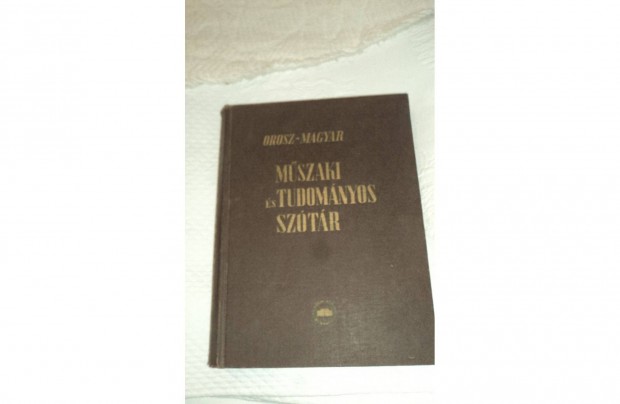 OROSZ-MAGYAR
MŰSZAKI
ÉS TUDOMÁNYOS
SZÓTÁR